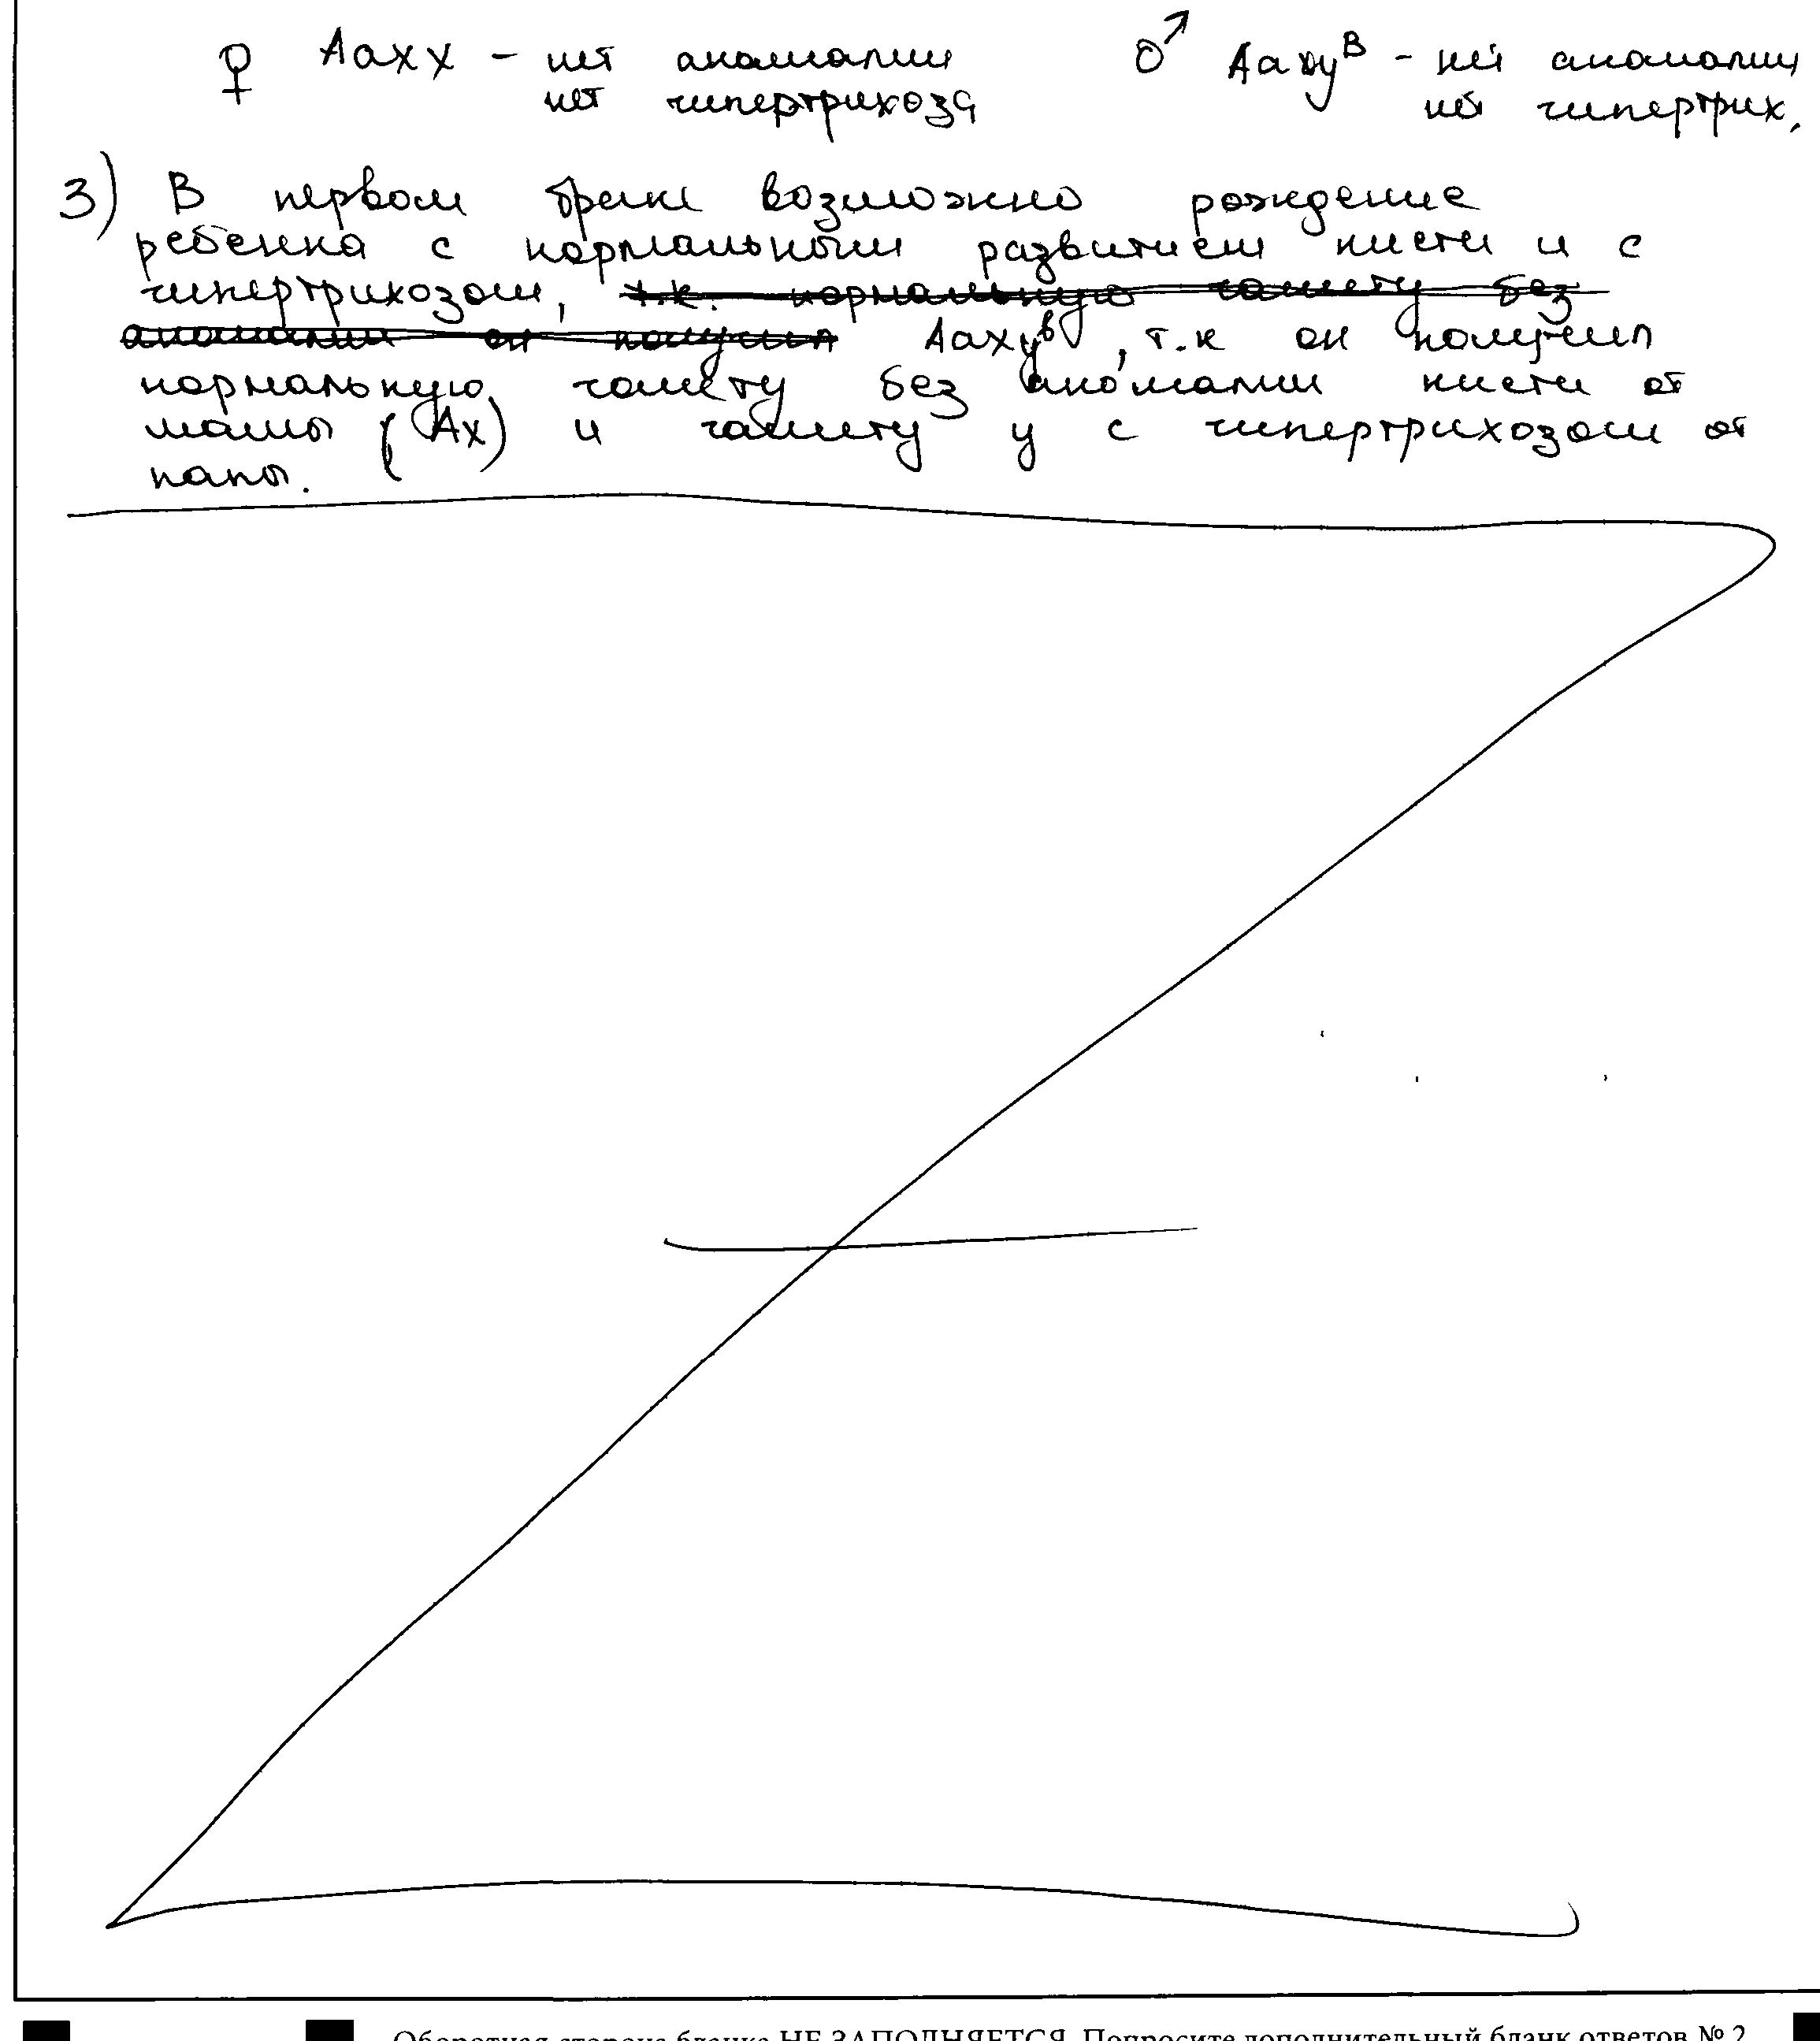 ♀ Aaxx - нет аномалии ♂ Aaxy^B - нет аномалии
нет гипертрихоза нет гипертрих.
3) В первом браке возможно рождение
ребенка с нормальным развитием кисти и с
гипертрихозом, т.к. нормальную гамету без
аномалии он получил Aaxy^B, т.к он получил
нормальную гамету без аномалии кисти от
мамы (Ax) и гамету y с гипертрихозом от
папы.
Оборотная сторона бланка НЕ ЗАПОЛНЯЕТСЯ. Попросите дополнительный бланк ответов № 2